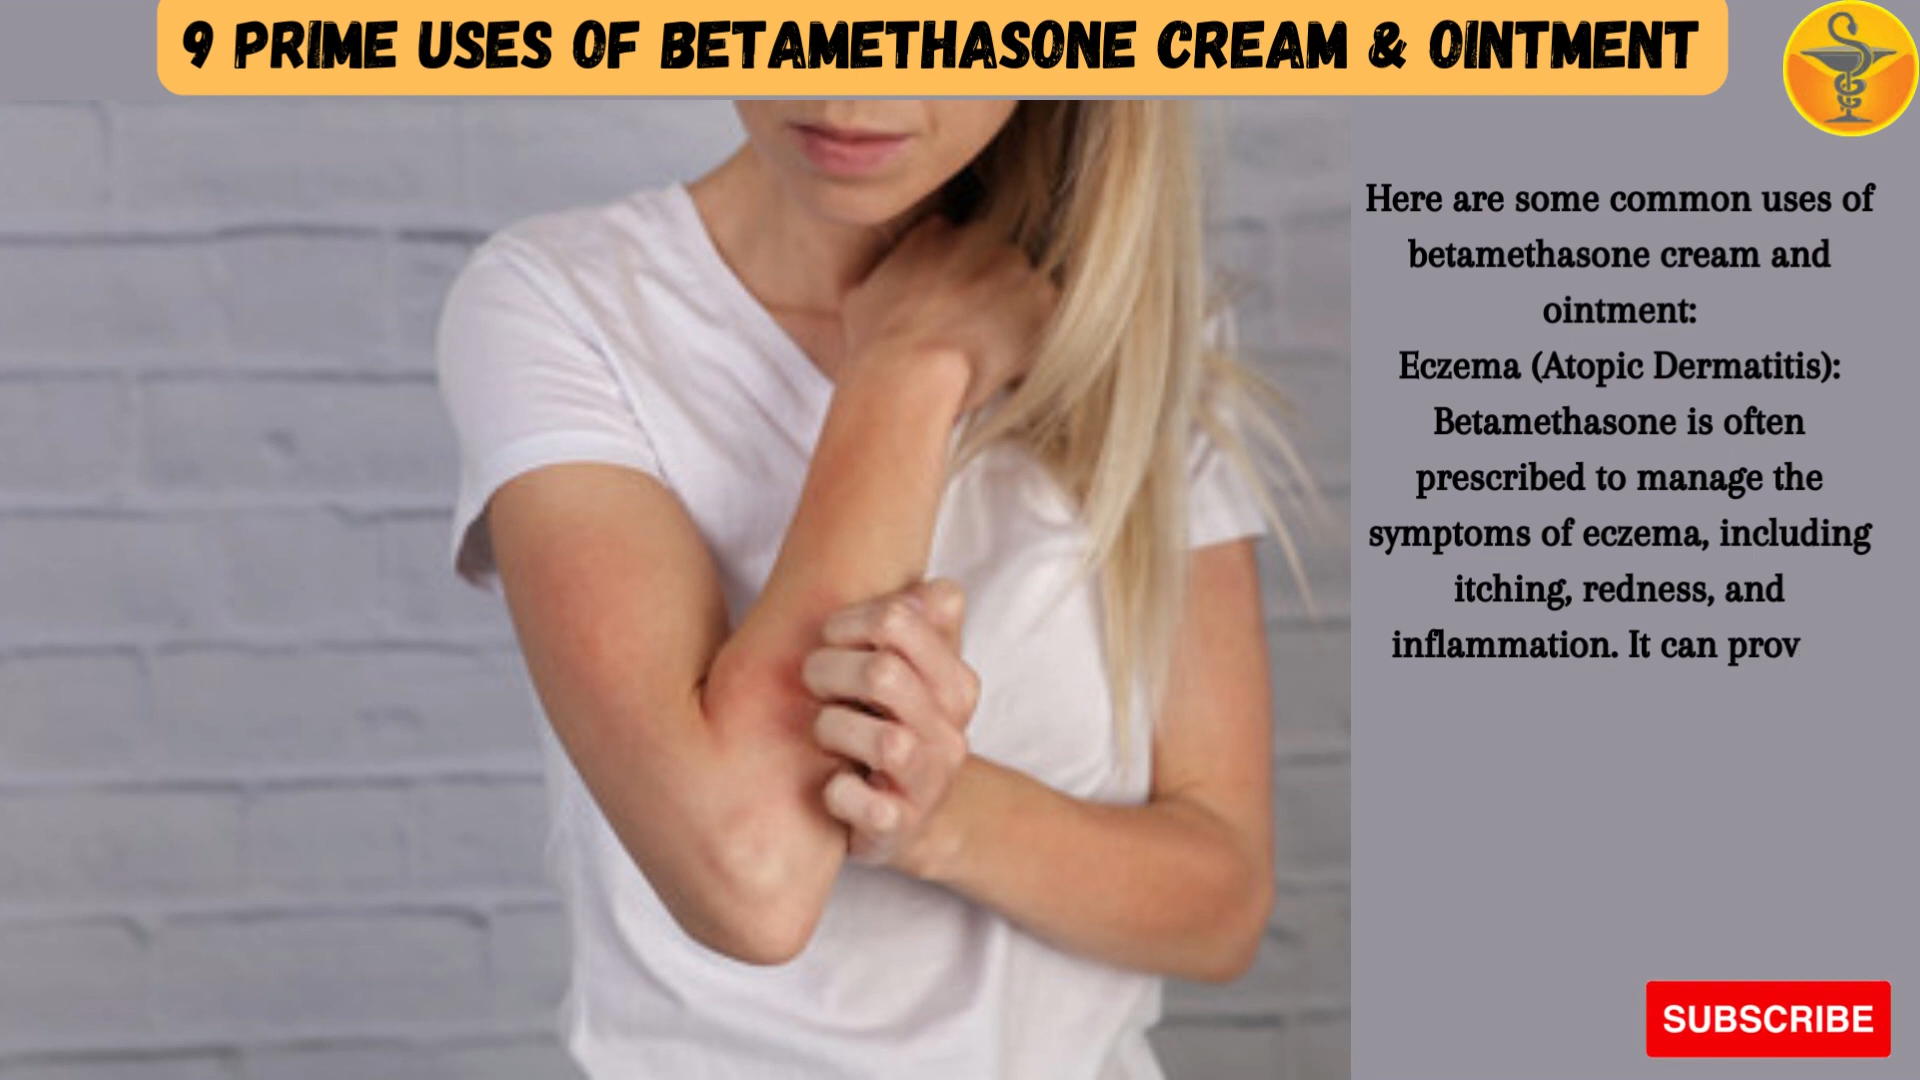 9 PRIME USES OF BETAMETHASONE CREAM & OINTMENT
Here are some common uses of
betamethasone cream and
ointment:
Eczema (Atopic Dermatitis):
Betamethasone is often
prescribed to manage the
symptoms of eczema, including
itching, redness, and
inflammation. It can prov
SUBSCRIBE